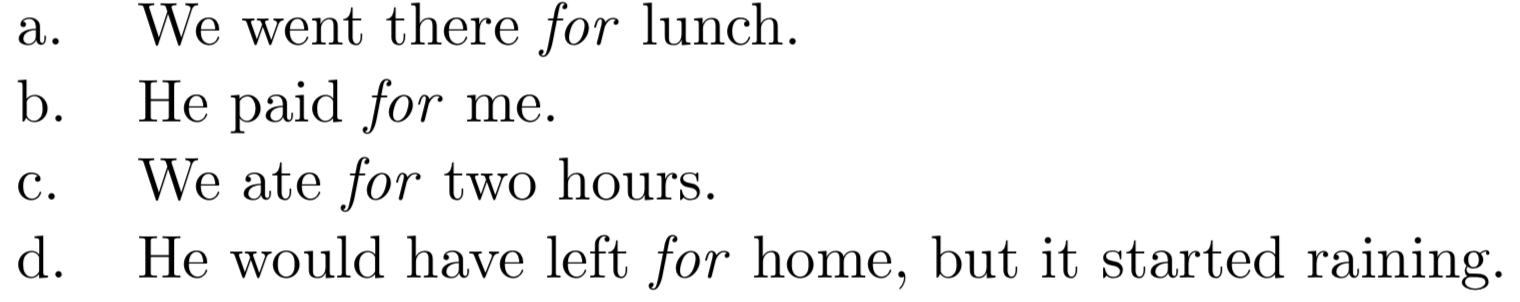 a. We went there for lunch.
b. He paid for me.
c. We ate for two hours.
d. He would have left for home, but it started raining.